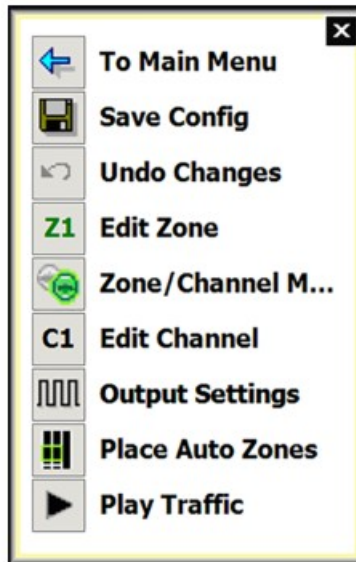 To Main Menu
Save Config
Undo Changes
Z1 Edit Zone
Zone/Channel M...
C1 Edit Channel
Output Settings
Place Auto Zones
Play Traffic